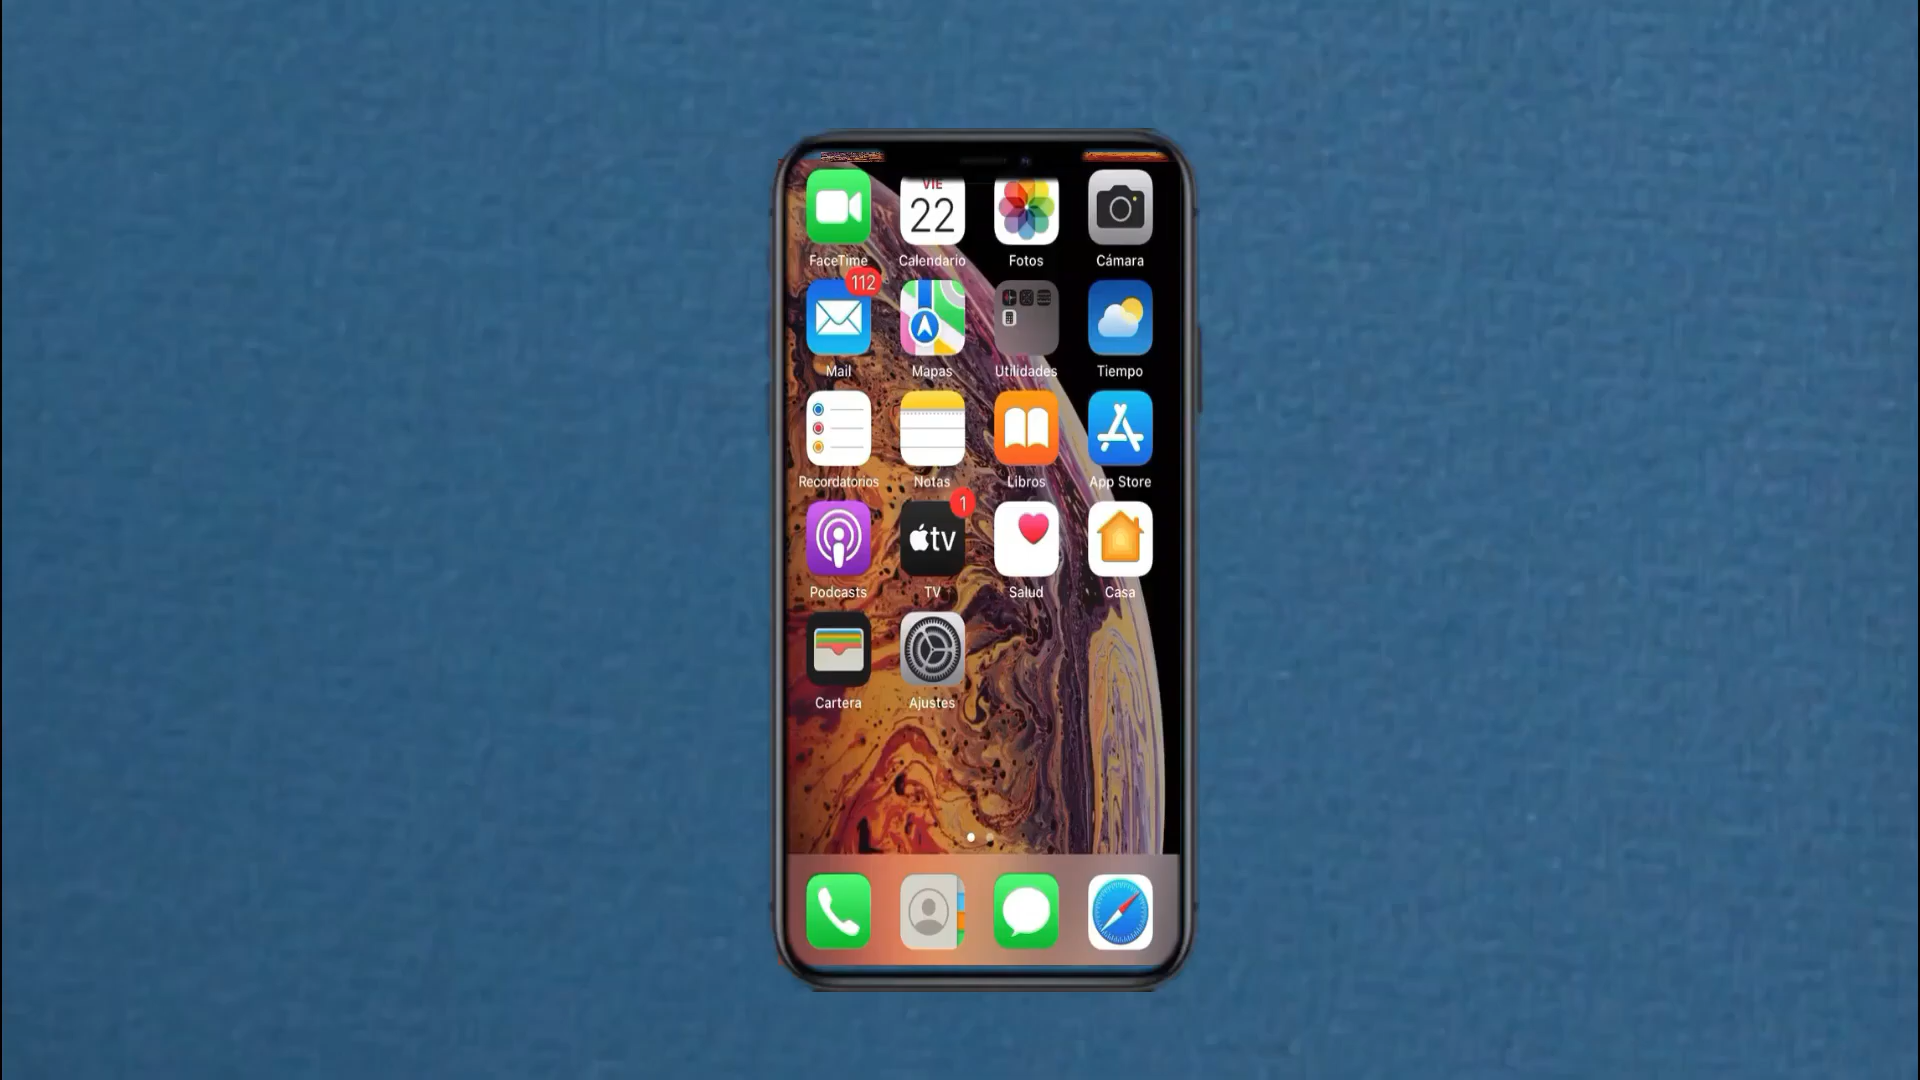 VIE
22
FaceTime
Calendario
Fotos
Cámara
112
Mail
Mapas
Utilidades
Tiempo
Recordatorios
Notas
Libros
App Store
1
tv
Podcasts
TV
Salud
Casa
Cartera
Ajustes